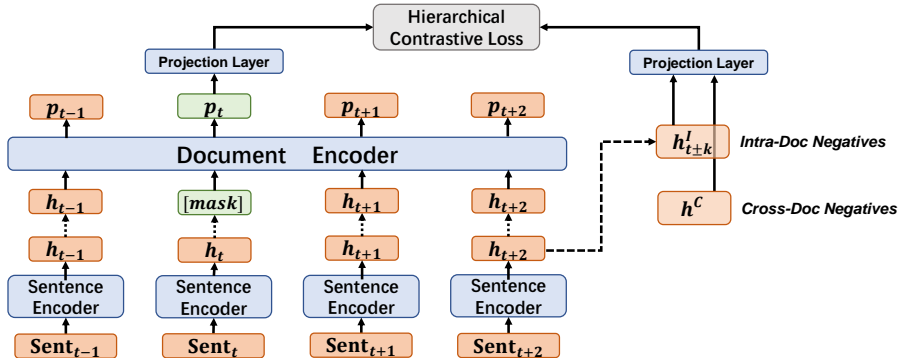 Hierarchical
Contrastive Loss
Projection Layer
Projection Layer
p_{t-1}
p_t
p_{t+1}
p_{t+2}
h^I_{t±k}
Intra-Doc Negatives
Document Encoder
h_{t-1}
[mask]
h_{t+1}
h_{t+2}
h^C
Cross-Doc Negatives
h_{t-1}
h_t
h_{t+1}
h_{t+2}
Sentence
Encoder
Sentence
Encoder
Sentence
Encoder
Sentence
Encoder
Sent_{t-1}
Sent_t
Sent_{t+1}
Sent_{t+2}